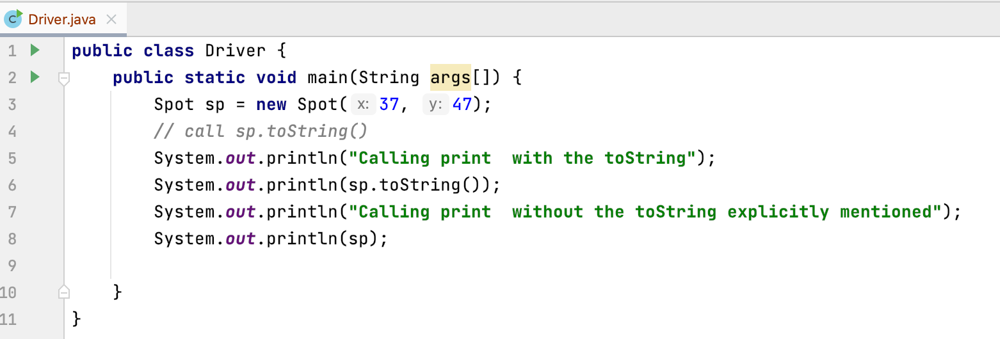 C Driver.java
1 public class Driver {
2 public static void main(String args[]) {
3 Spot sp = new Spot( x: 37, y: 47);
4 // call sp.toString()
5 System.out.println("Calling print  with the toString");
6 System.out.println(sp.toString());
7 System.out.println("Calling print  without the toString explicitly mentioned");
8 System.out.println(sp);
9
10 }
11 }